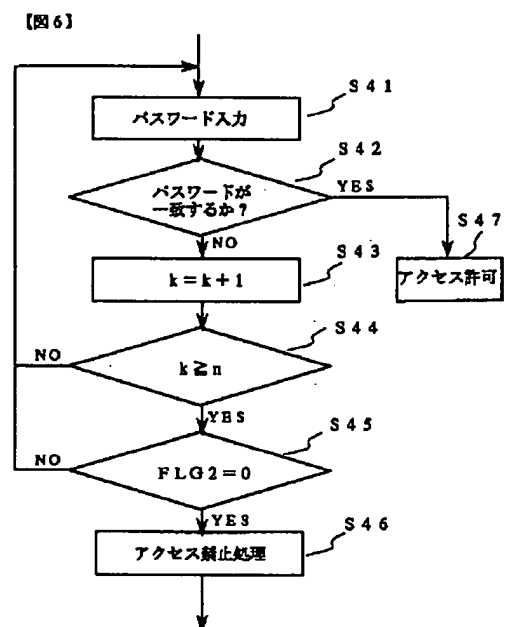 【図6】
S41
パスワード入力
S42
パスワードが
一致するか?
YES
S47
NO
S43
アクセス許可
k=k+1
S44
NO
k≧n
YES
S45
NO
FLG2=0
YES
S46
アクセス禁止処理